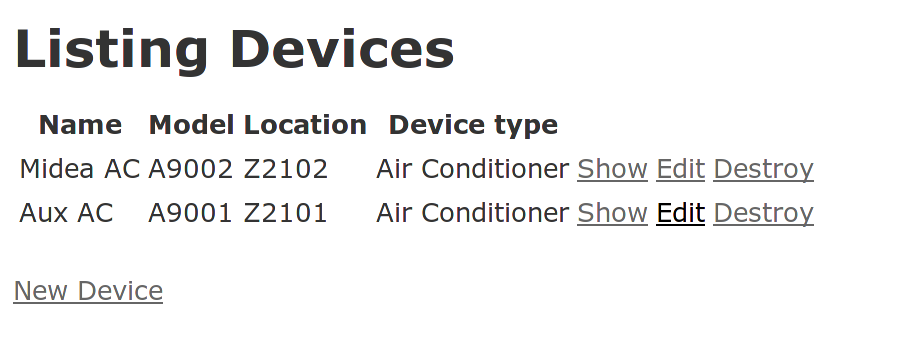 Listing Devices
Name Model Location Device type
Midea AC A9002 Z2102 Air Conditioner Show Edit Destroy
Aux AC A9001 Z2101 Air Conditioner Show Edit Destroy
New Device